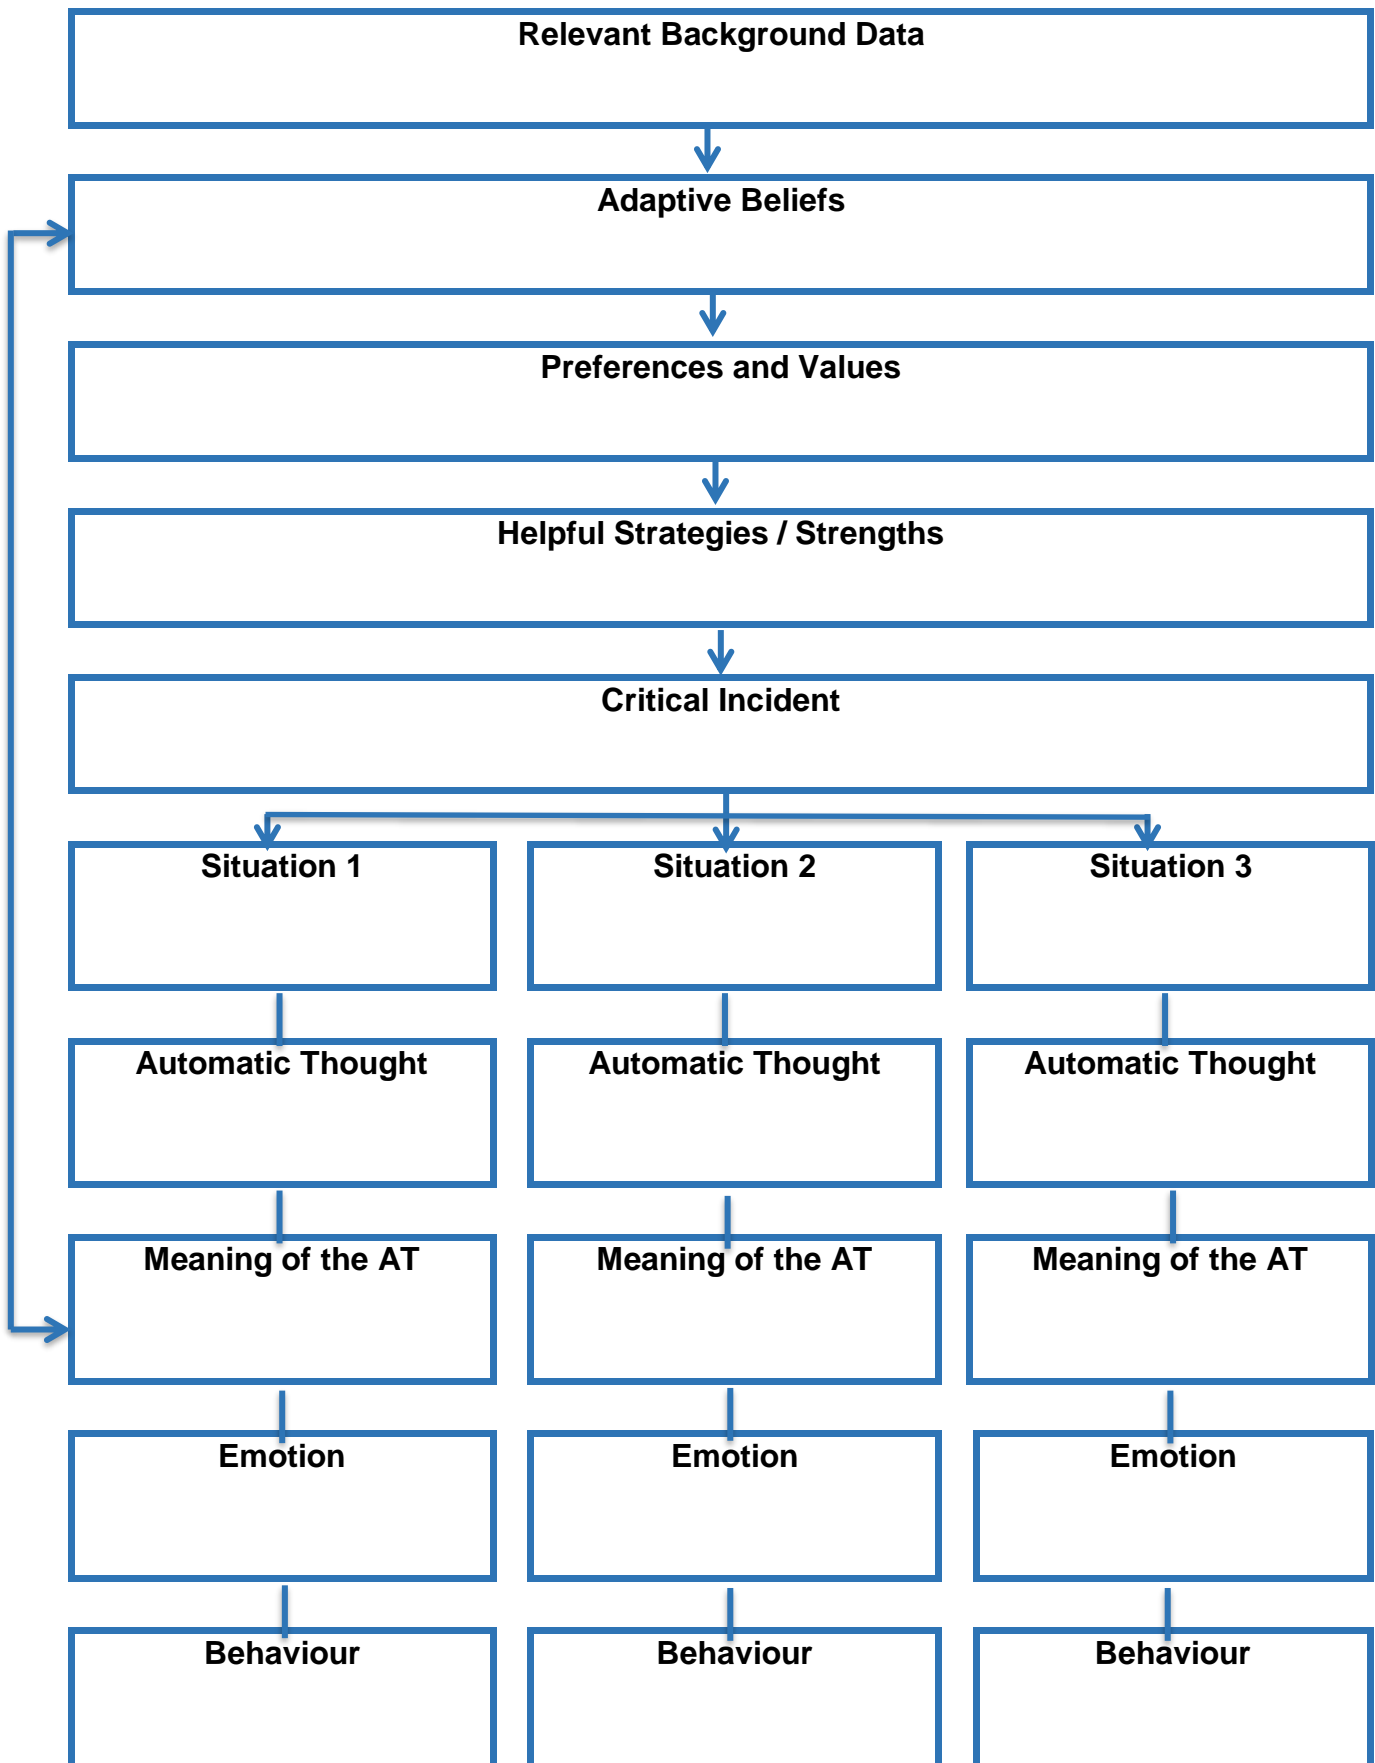 Relevant Background Data
Adaptive Beliefs
Preferences and Values
Helpful Strategies / Strengths
Critical Incident
Situation 1
Situation 2
Situation 3
Automatic Thought
Automatic Thought
Automatic Thought
Meaning of the AT
Meaning of the AT
Meaning of the AT
Emotion
Emotion
Emotion
Behaviour
Behaviour
Behaviour